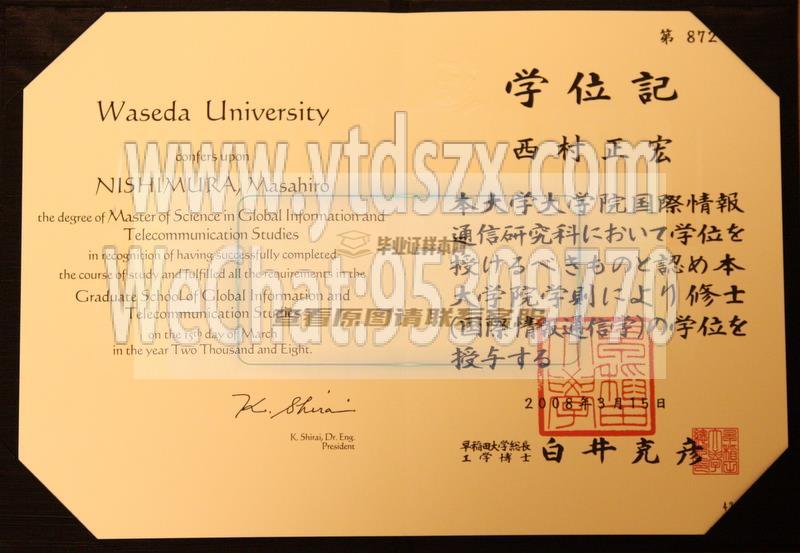 第 872
Waseda University
confers upon
NISHIMURA, Masahiro
the degree of Master of Science in Global Information and
Telecommunication Studies
in recognition of having successfully completed
the course of study and fulfilled all the requirements in the
Graduate School of Global Information and
Telecommunication Studies
on the 15th day of March
in the year Two Thousand and Eight.
K. Shirai
K. Shirai, Dr. Eng.
President
学位記
西村正宏
本大学大学院国際情報
通信研究科において学位を
授けるべきものと認め本
大学院学則により修士
(国際情報通信学)の学位を
授与する
2008年3月15日
早稲田大学総長
工学博士
白井克彦
www.ytdszx.com
毕业证样本网
WeChat:95399770
查看原图请联系客服